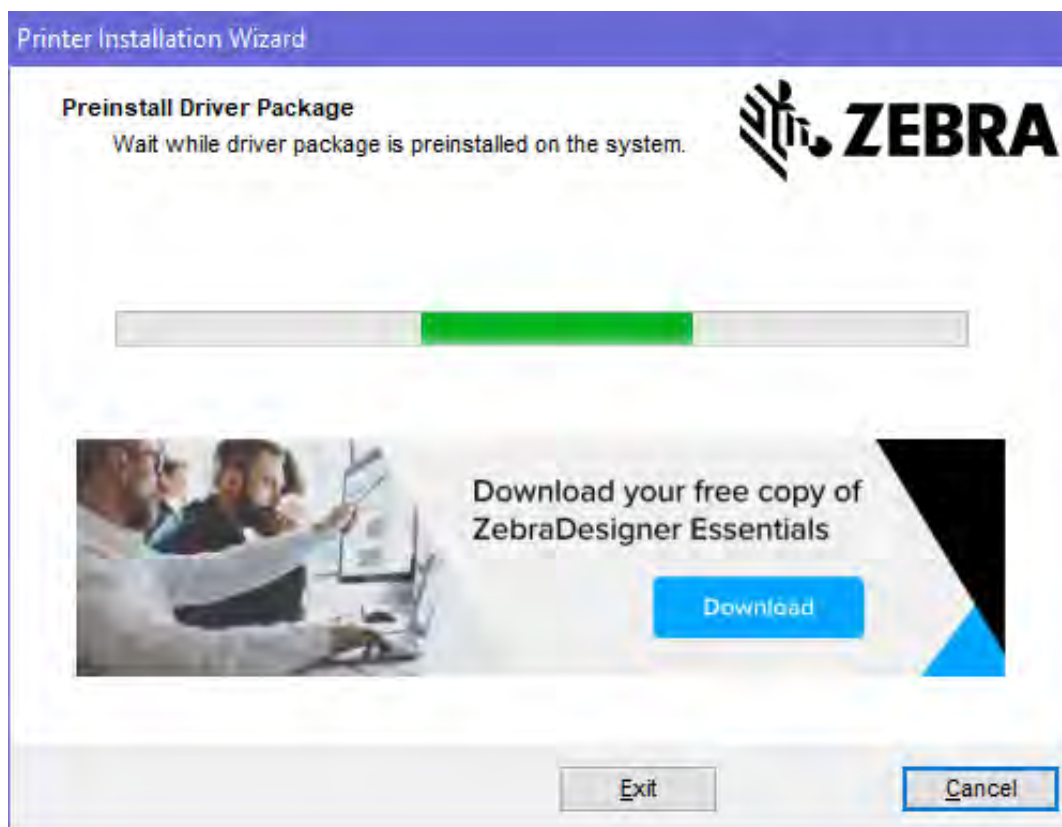 Printer Installation Wizard
Preinstall Driver Package
Wait while driver package is preinstalled on the system.
ZEBRA
Download your free copy of
ZebraDesigner Essentials
Download
Exit
Cancel